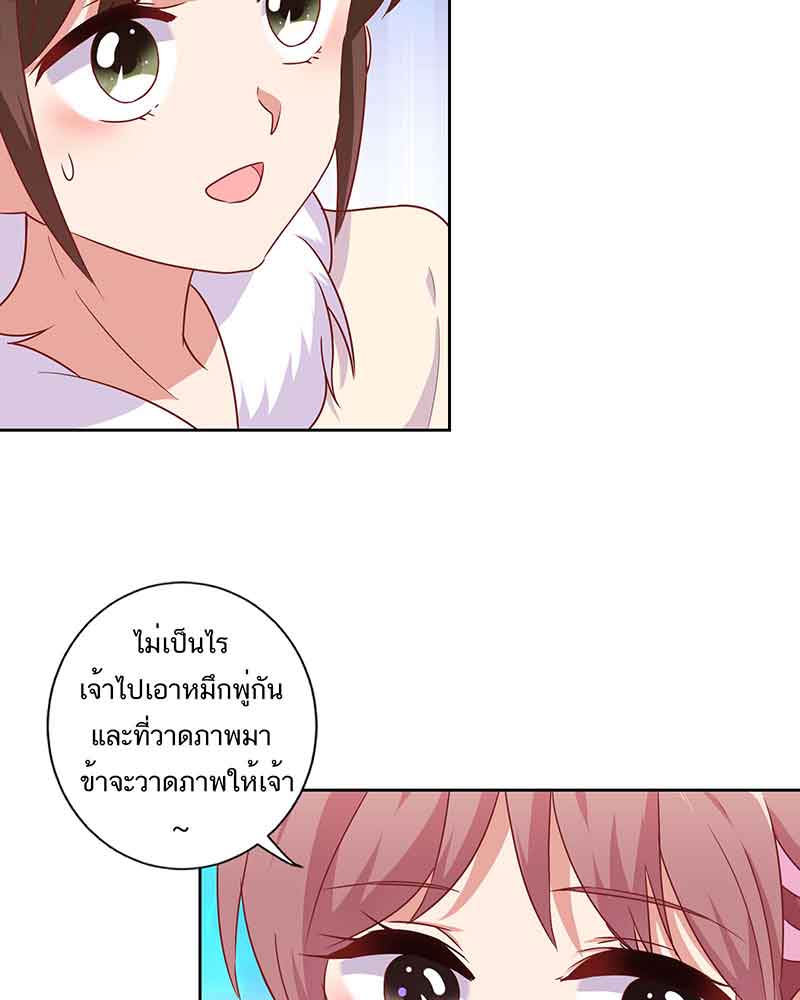 ไม่เป็นไร
เจ้าไปเอาหมึกพู่กัน
และที่วาดภาพมา
ข้าจะวาดภาพให้เจ้า
~